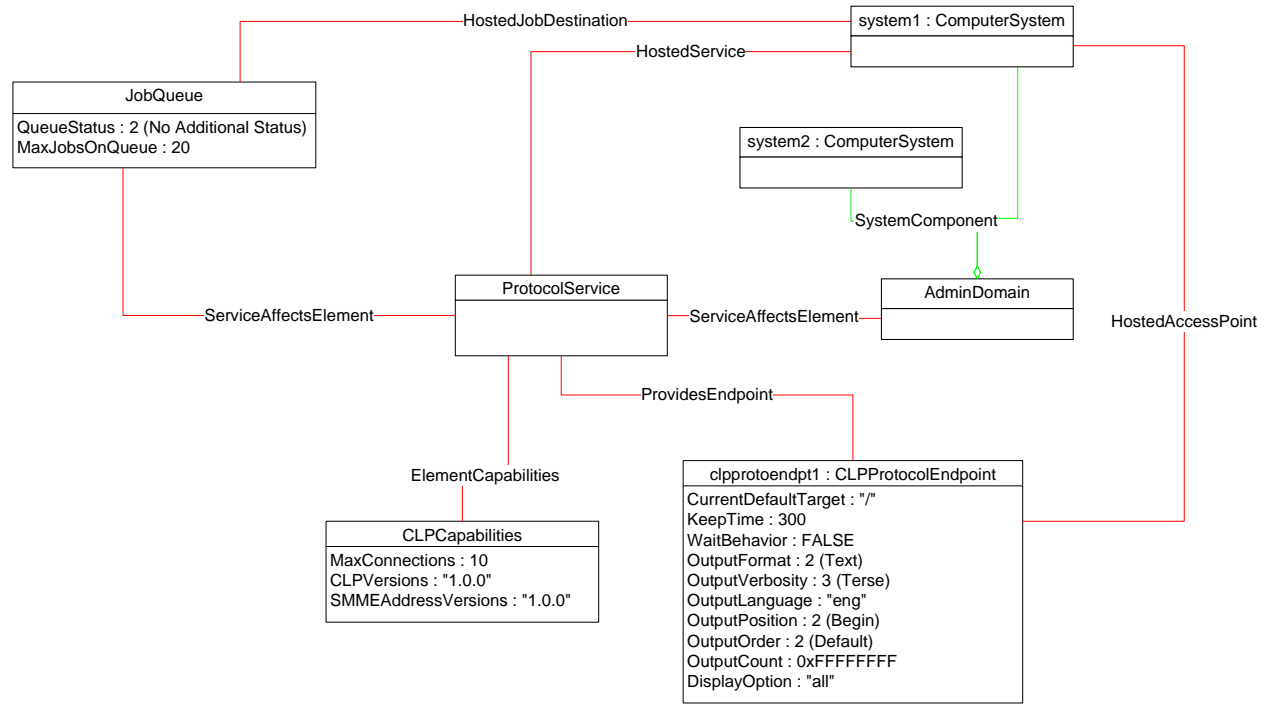 HostedJobDestination
system1 : ComputerSystem
HostedService
JobQueue
QueueStatus : 2 (No Additional Status)
MaxJobsOnQueue : 20
system2 : ComputerSystem
SystemComponent
ProtocolService
AdminDomain
ServiceAffectsElement
ServiceAffectsElement
HostedAccessPoint
ProvidesEndpoint
ElementCapabilities
clpprotoendpt1 : CLPProtocolEndpoint
CurrentDefaultTarget : "/"
KeepTime : 300
WaitBehavior : FALSE
OutputFormat : 2 (Text)
OutputVerbosity : 3 (Terse)
OutputLanguage : "eng"
OutputPosition : 2 (Begin)
OutputOrder : 2 (Default)
OutputCount : 0xFFFFFFFF
DisplayOption : "all"
CLPCapabilities
MaxConnections : 10
CLPVersions : "1.0.0"
SMMEAddressVersions : "1.0.0"